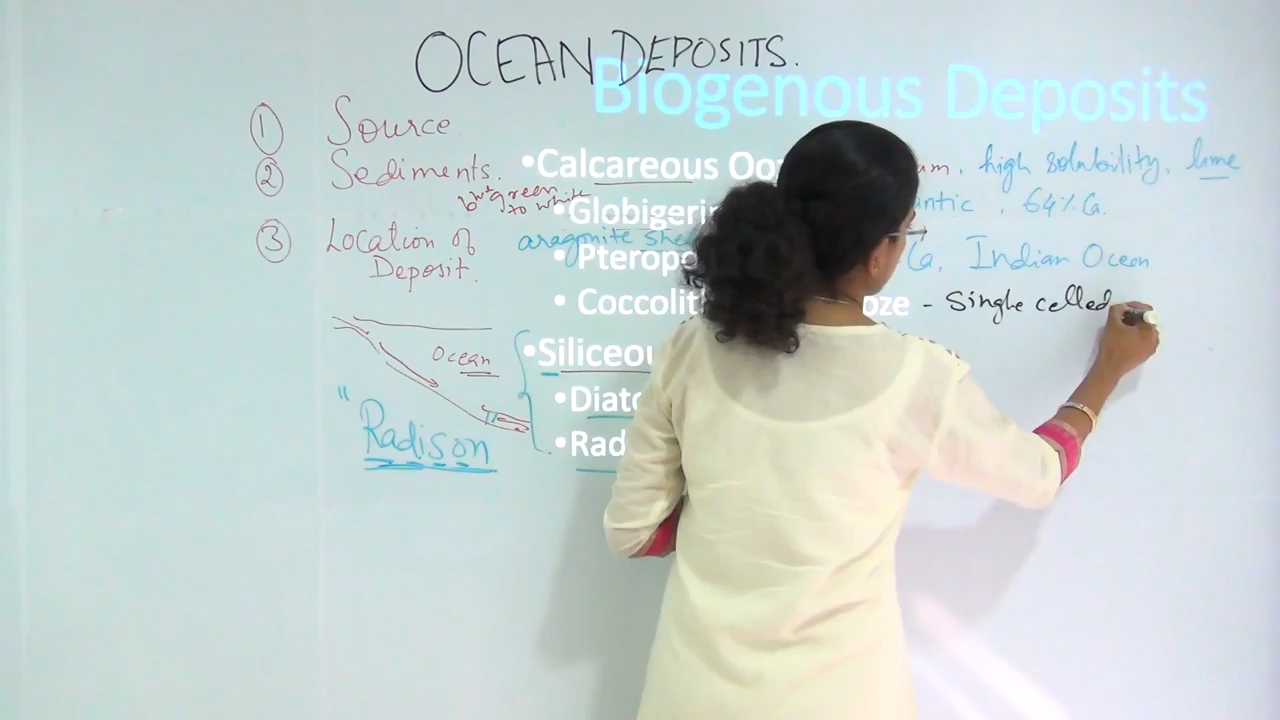 OCEAN DEPOSITS.
Biogenous Deposits
① Source
•Calcareous Oo
um, high solubility, lime
② Sediments.
green to white
•Globigerin
antic, 64% Ca.
③ Location of Deposit.
aragonite she
•Pteropo
Ca, Indian Ocean
• Coccolit
oze - Single celled
Ocean
•Siliceou
"Radison
•Diato
•Rad